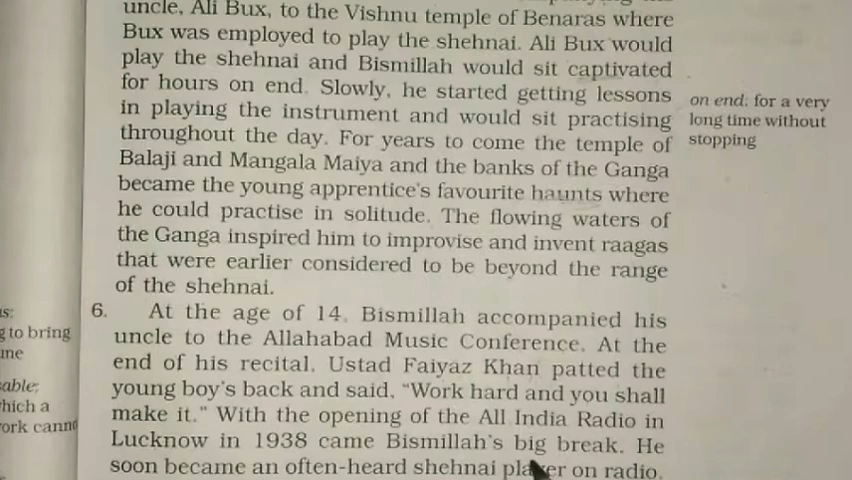 uncle, Ali Bux, to the Vishnu temple of Benaras where
Bux was employed to play the shehnai. Ali Bux would
play the shehnai and Bismillah would sit captivated
for hours on end. Slowly, he started getting lessons
in playing the instrument and would sit practising
throughout the day. For years to come the temple of
Balaji and Mangala Maiya and the banks of the Ganga
became the young apprentice's favourite haunts where
he could practise in solitude. The flowing waters of
the Ganga inspired him to improvise and invent raagas
that were earlier considered to be beyond the range
of the shehnai.
on end: for a very
long time without
stopping
6. At the age of 14, Bismillah accompanied his
uncle to the Allahabad Music Conference. At the
end of his recital, Ustad Faiyaz Khan patted the
young boy's back and said, “Work hard and you shall
make it.” With the opening of the All India Radio in
Lucknow in 1938 came Bismillah's big break. He
soon became an often-heard shehnai player on radio.
to bring
able:
hich a